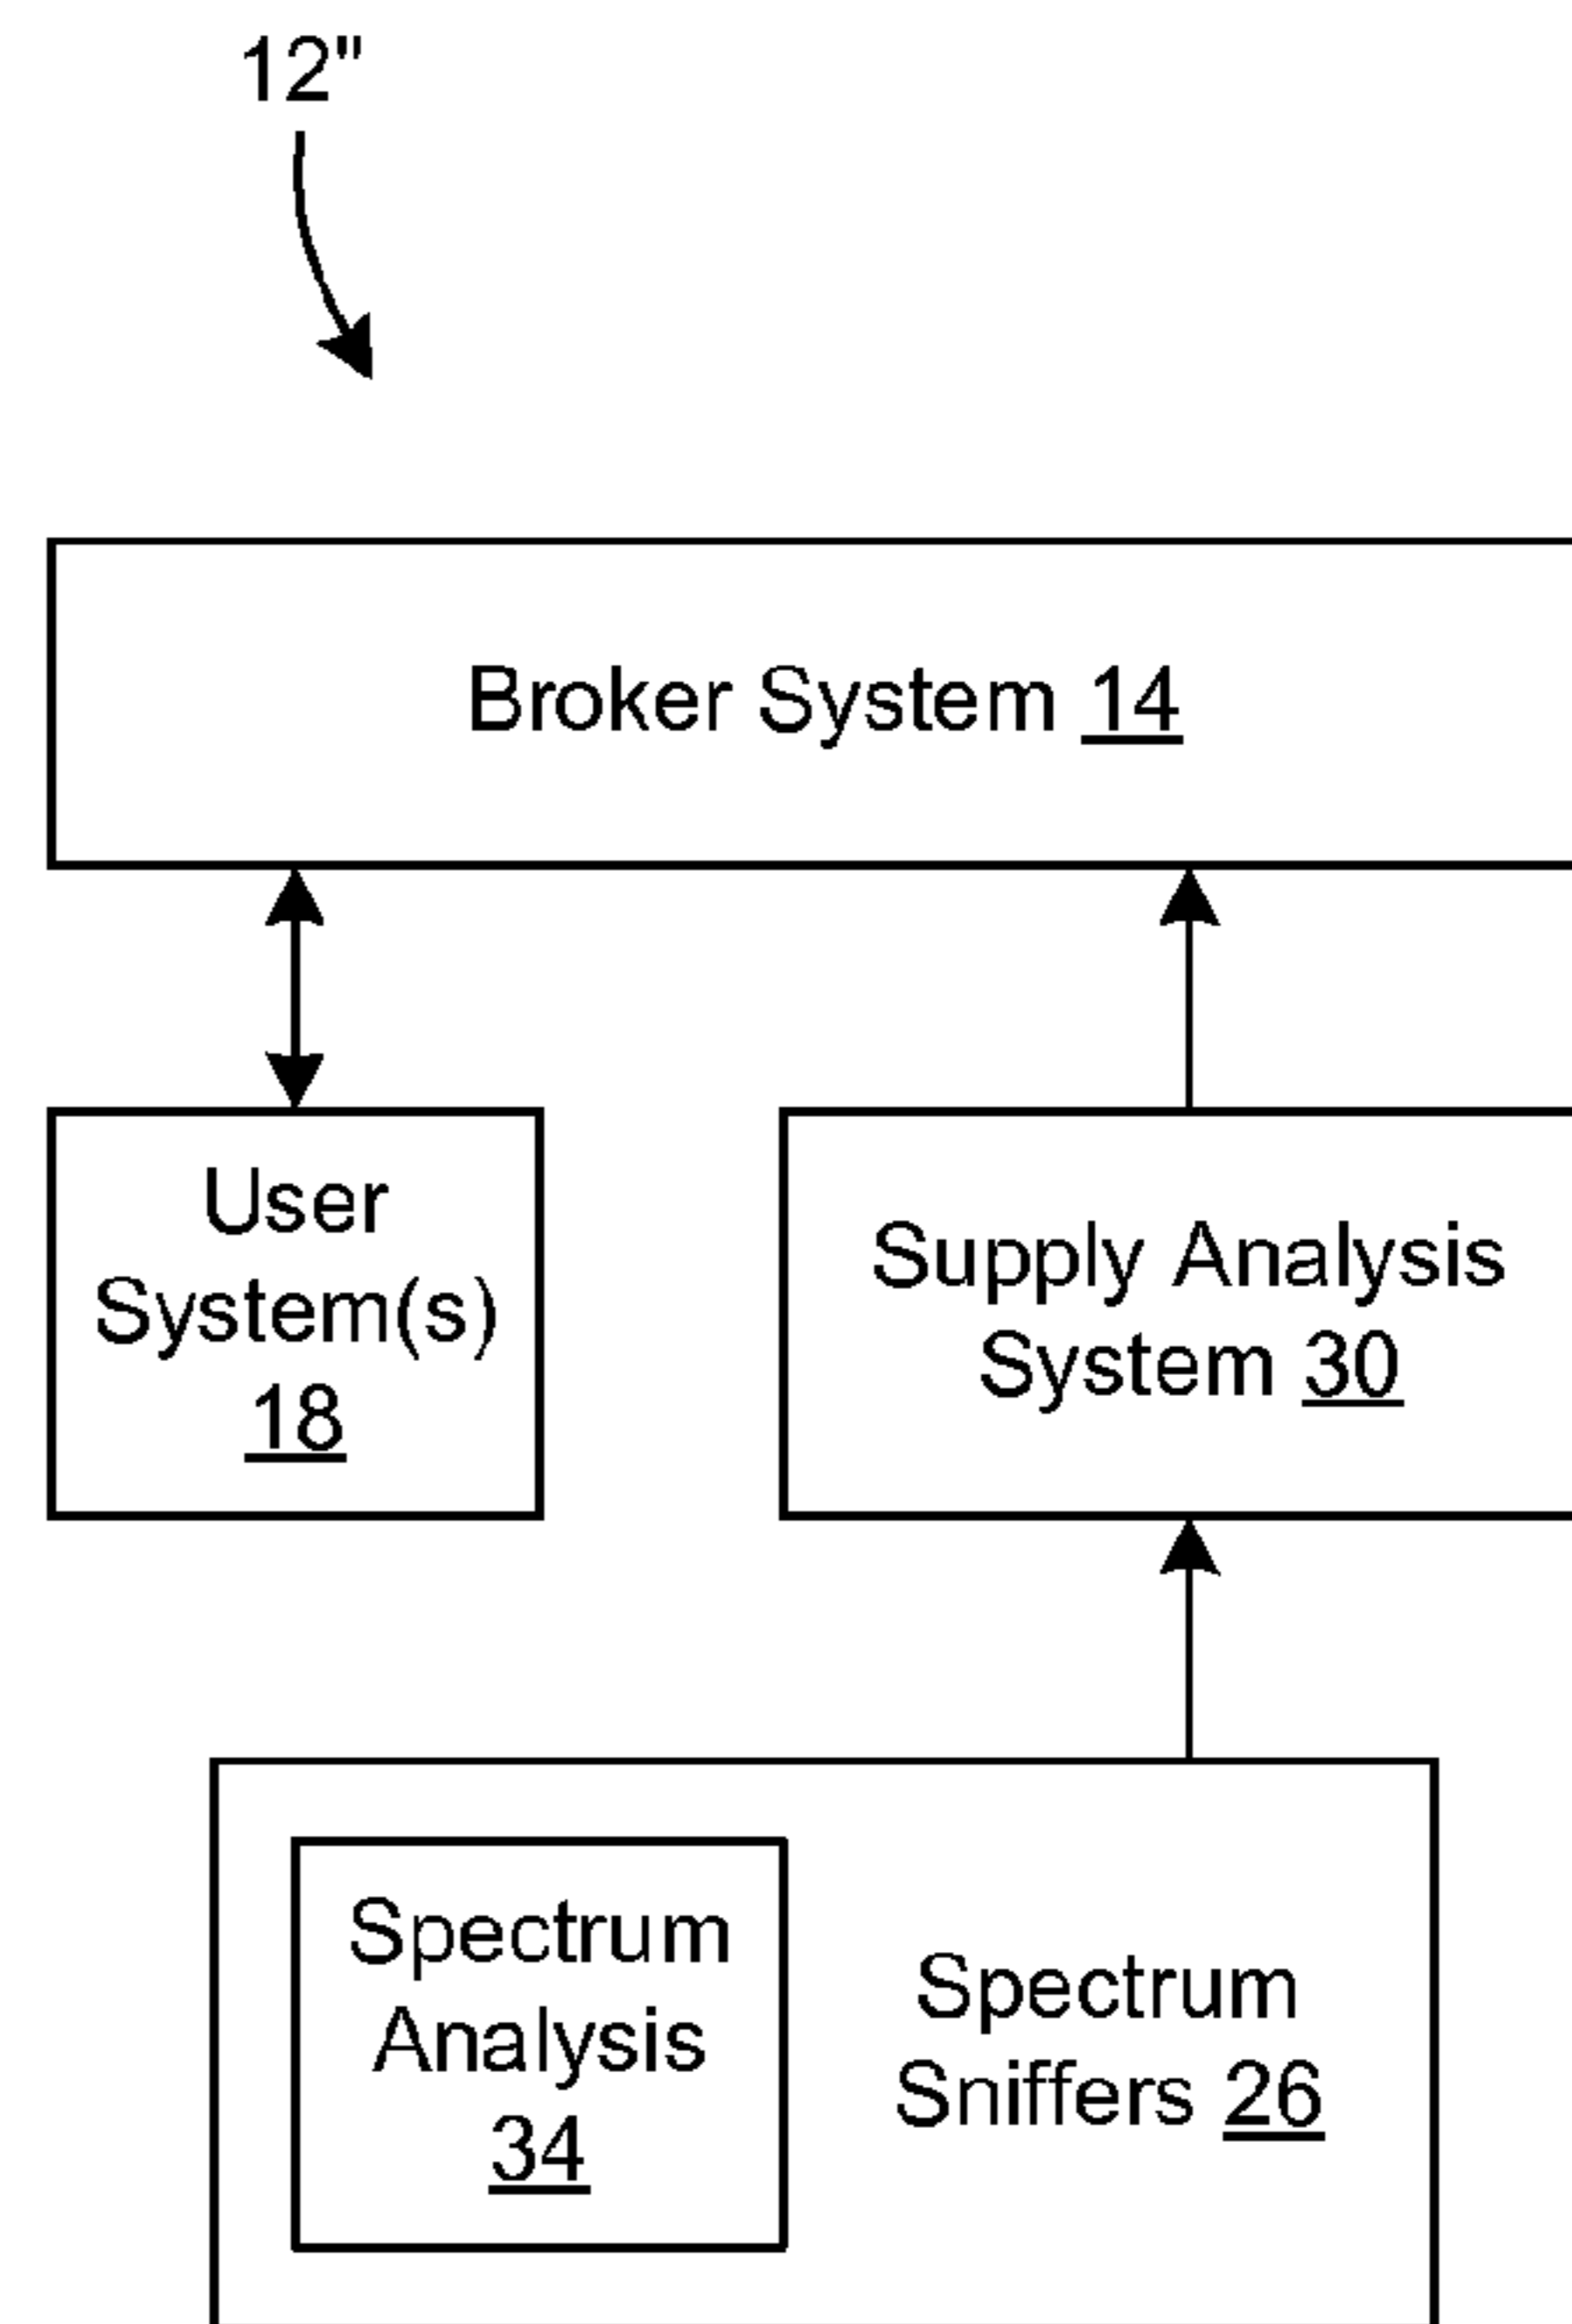 12"
Broker System 14
User
System(s)
18
Supply Analysis
System 30
Spectrum
Analysis
34
Spectrum
Sniffers 26